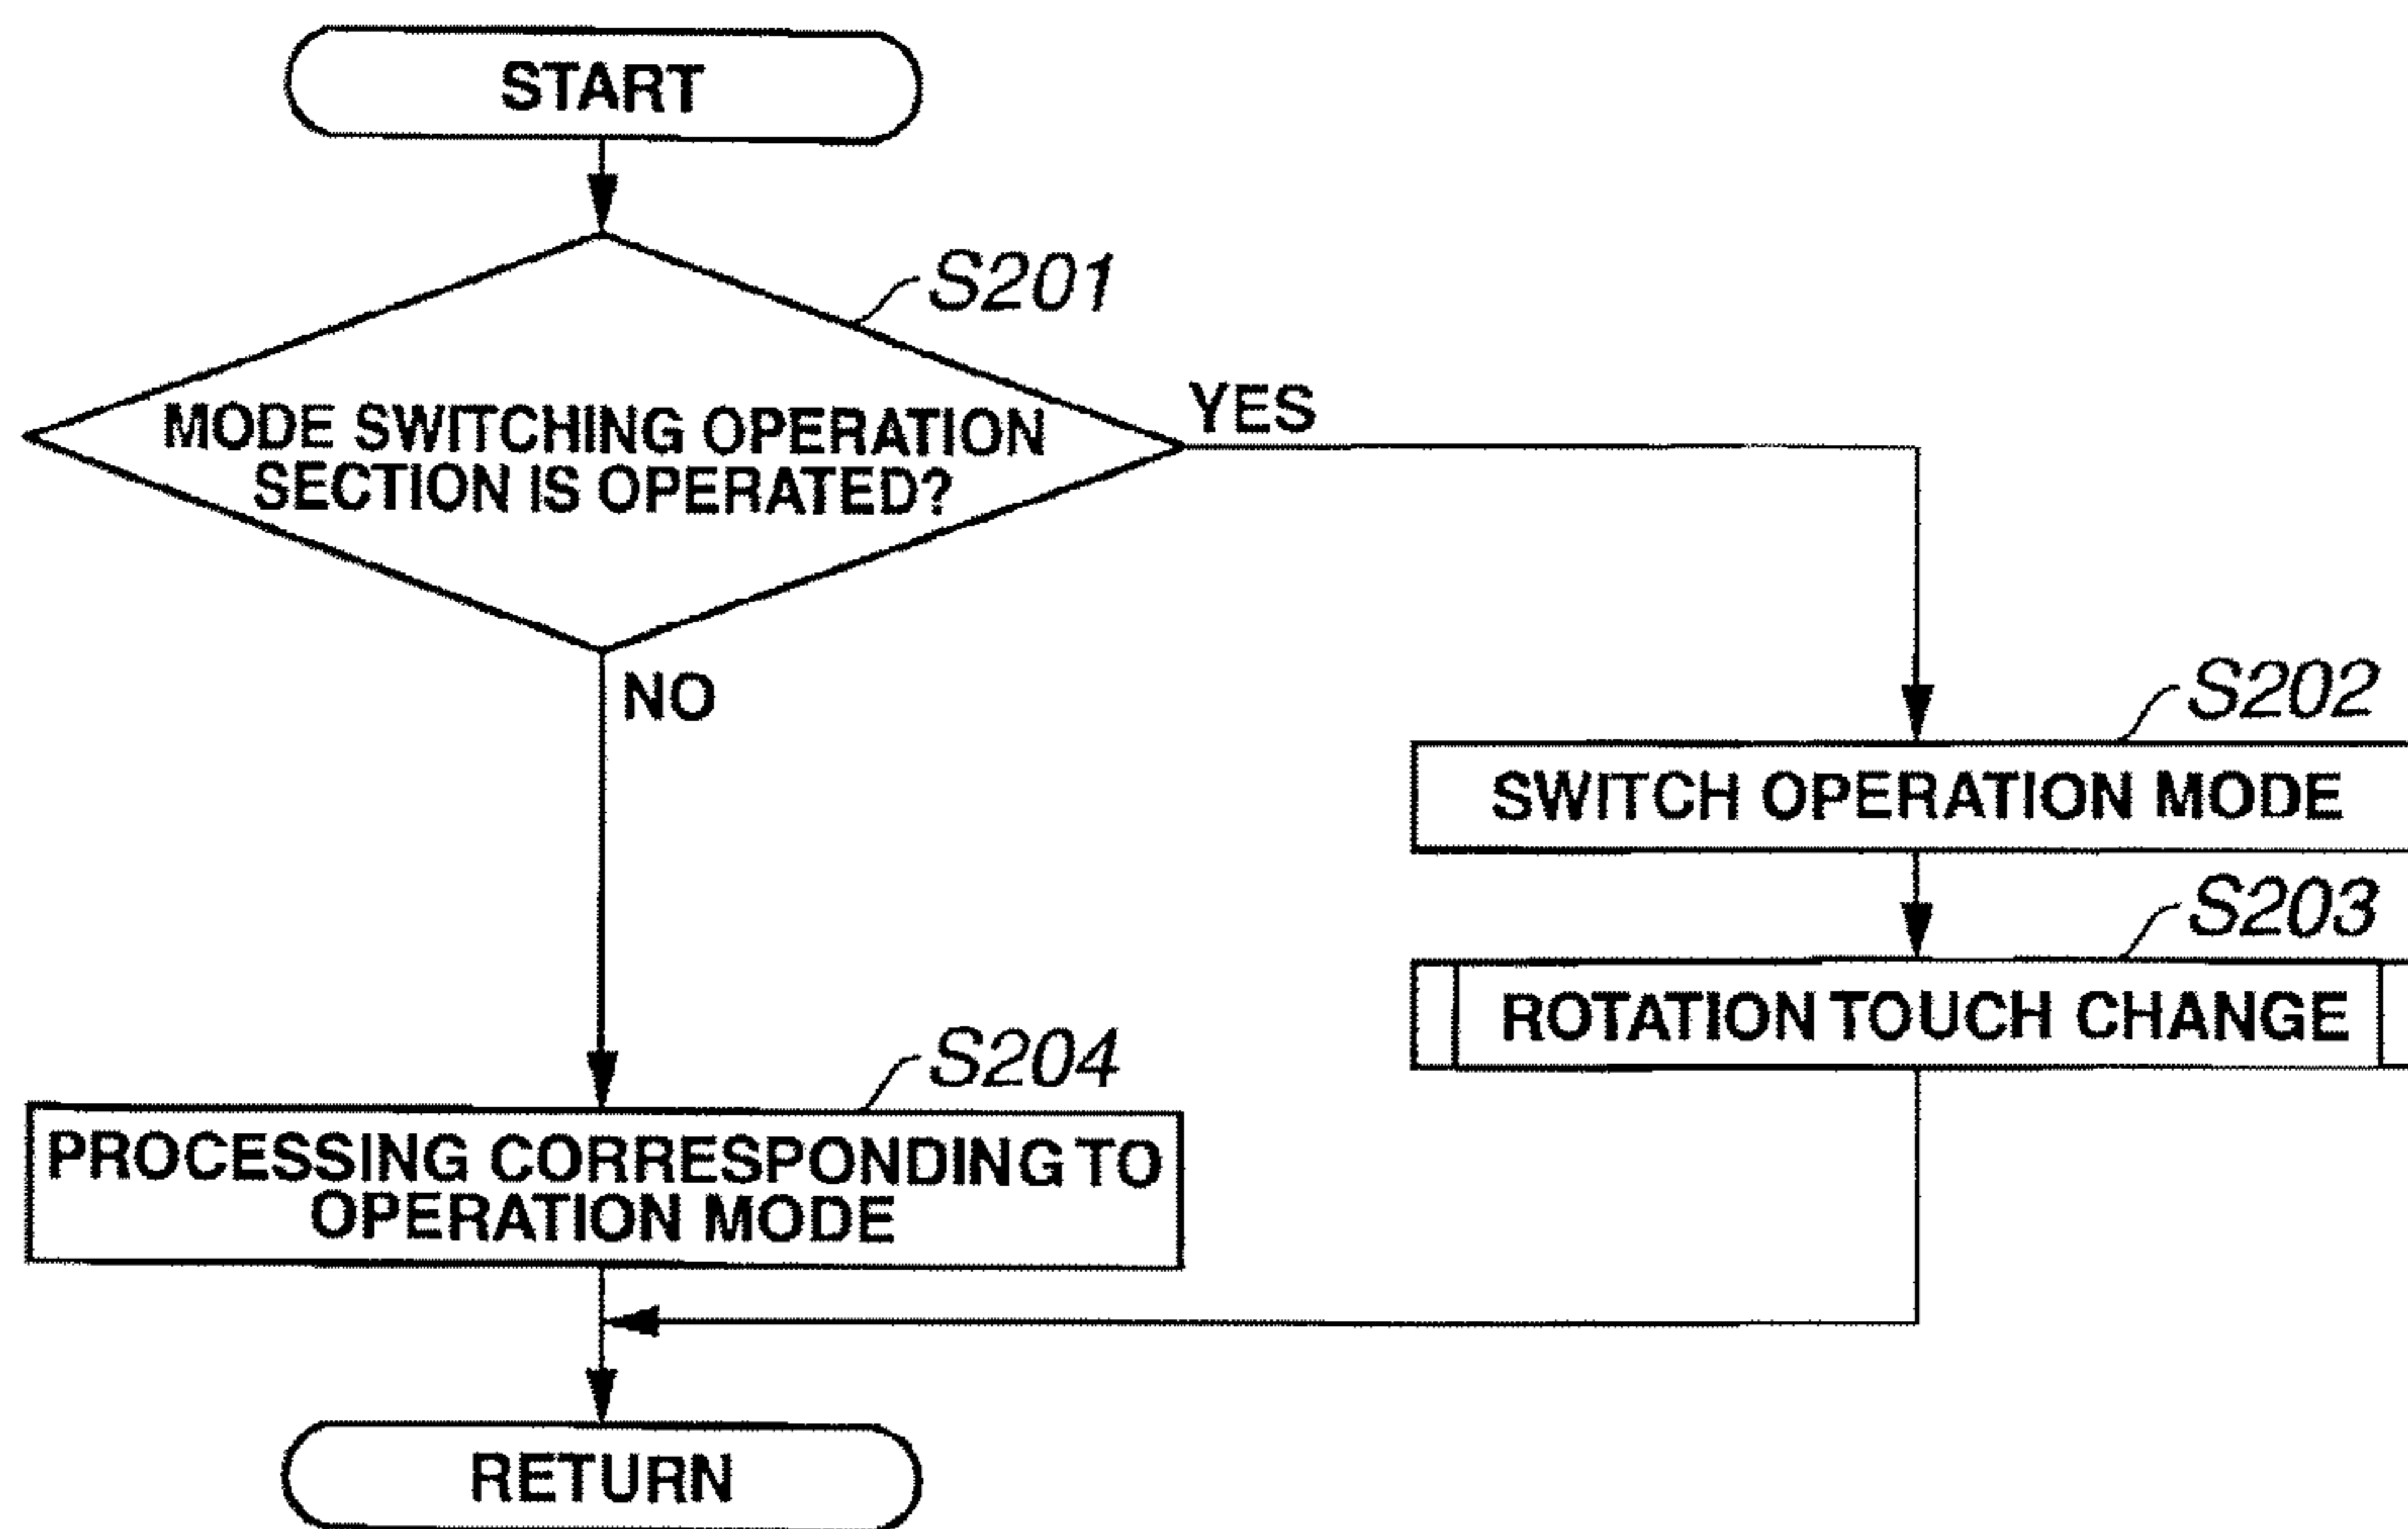 START
S201
MODE SWITCHING OPERATION
SECTION IS OPERATED?
YES
NO
S202
SWITCH OPERATION MODE
S203
ROTATION TOUCH CHANGE
S204
PROCESSING CORRESPONDING TO
OPERATION MODE
RETURN